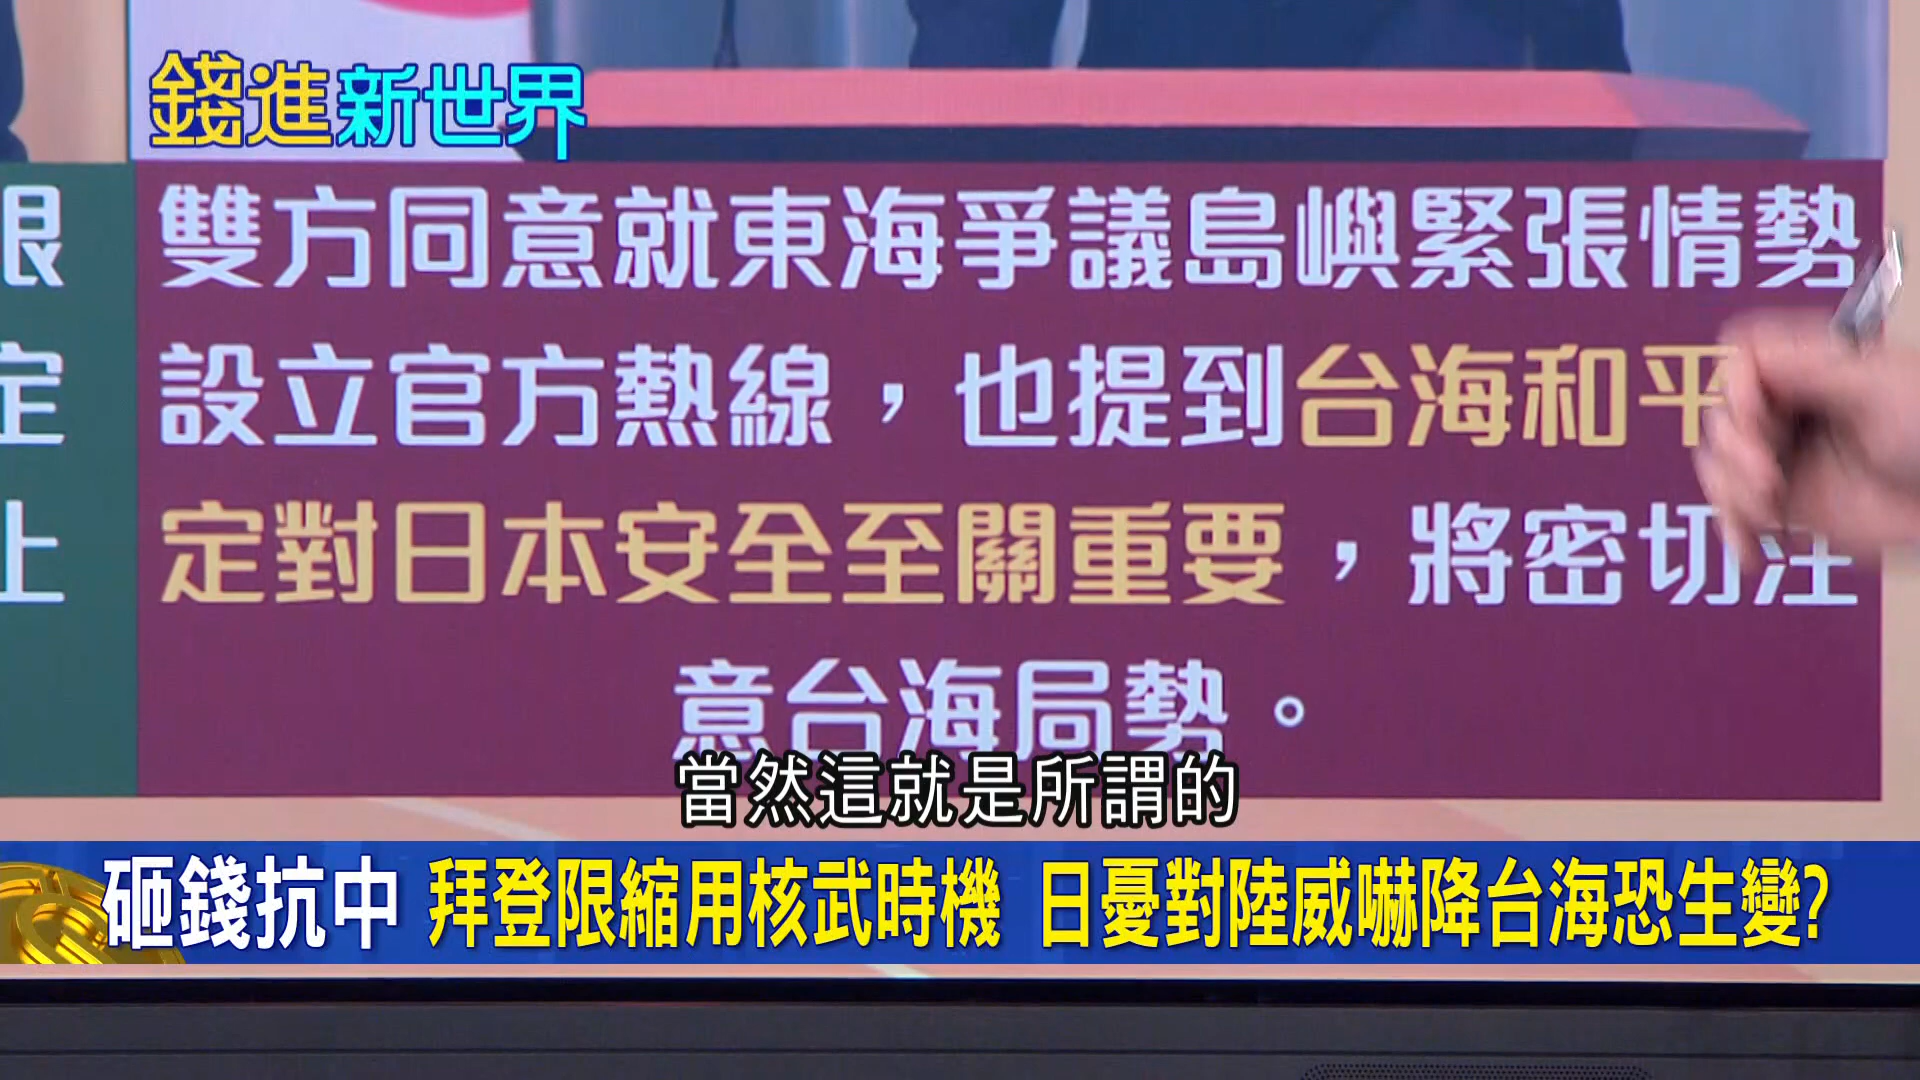 錢進新世界
限 雙方同意就東海爭議島嶼緊張情勢
定 設立官方熱線，也提到台海和平
上 定對日本安全至關重要，將密切注
意台海局勢。
當然這就是所謂的
砸錢抗中 拜登限縮用核武時機 日憂對陸威嚇降台海恐生變?